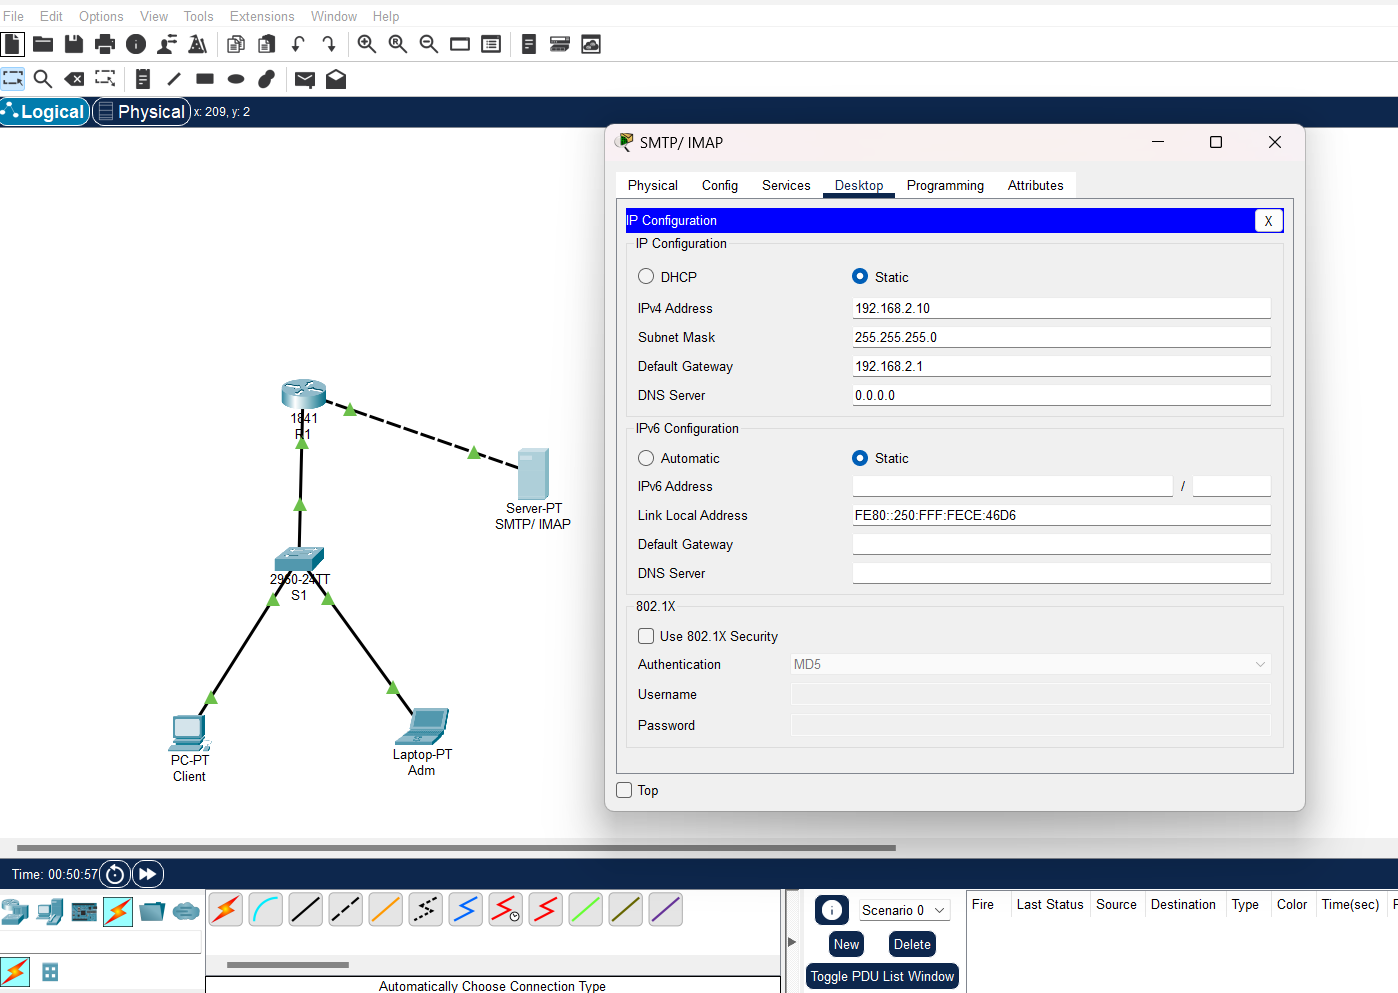 File Edit Options View Tools Extensions Window Help
Logical Physical x: 209, y: 2
SMTP/ IMAP
Physical Config Services Desktop Programming Attributes
IP Configuration X
IP Configuration
DHCP Static
IPv4 Address 192.168.2.10
Subnet Mask 255.255.255.0
Default Gateway 192.168.2.1
DNS Server 0.0.0.0
IPv6 Configuration
Automatic Static
IPv6 Address /
Link Local Address FE80::250:FFF:FECE:46D6
Default Gateway
DNS Server
802.1X
Use 802.1X Security
Authentication MD5
Username
Password
Top
1841
R1
Server-PT
SMTP/ IMAP
2960-24TT
S1
PC-PT
Client
Laptop-PT
Adm
Time: 00:50:57
Scenario 0
New Delete
Toggle PDU List Window
Fire Last Status Source Destination Type Color Time(sec)
Automatically Choose Connection Type